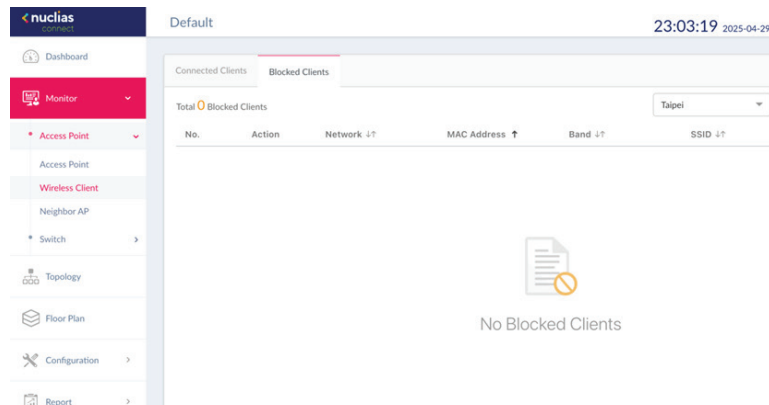 nuclias
connect
Default
23:03:19 2025-04-29
Dashboard
Monitor
Access Point
Access Point
Wireless Client
Neighbor AP
Switch
Topology
Floor Plan
Configuration
Report
Connected Clients Blocked Clients
Total 0 Blocked Clients
Taipei
No. Action Network MAC Address Band SSID
No Blocked Clients